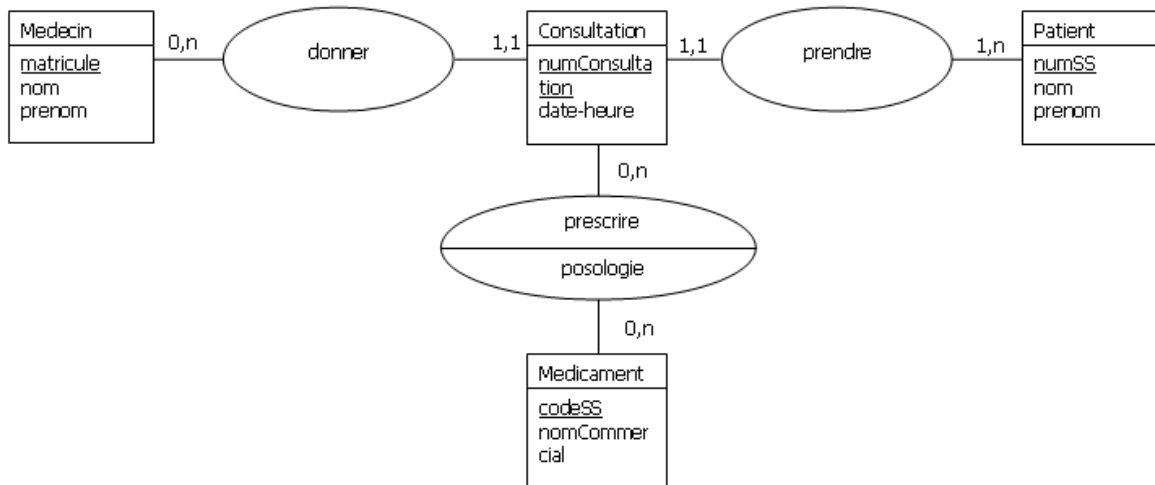 Medecin
matricule
nom
prenom
0,n
donner
1,1
Consultation
numConsulta
tion
date-heure
1,1
prendre
1,n
Patient
numSS
nom
prenom
0,n
prescrire
posologie
0,n
Medicament
codeSS
nomCommer
cial